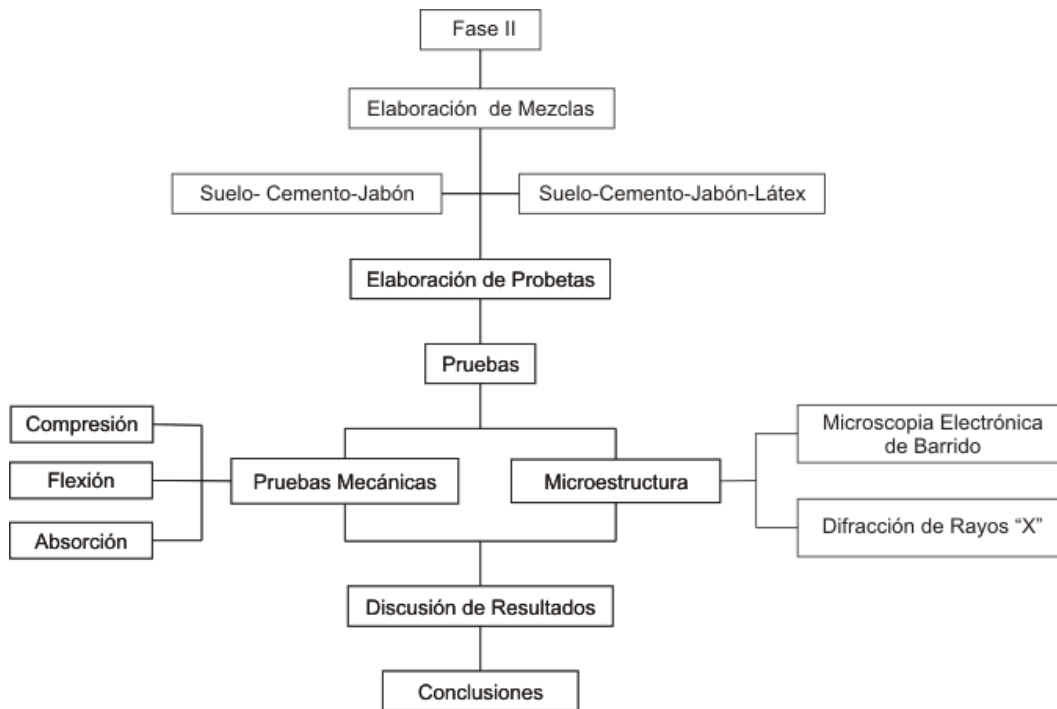 Fase II
Elaboración de Mezclas
Suelo- Cemento-Jabón
Suelo-Cemento-Jabón-Látex
Elaboración de Probetas
Pruebas
Compresión
Flexión
Absorción
Pruebas Mecánicas
Microestructura
Microscopia Electrónica
de Barrido
Difracción de Rayos “X”
Discusión de Resultados
Conclusiones